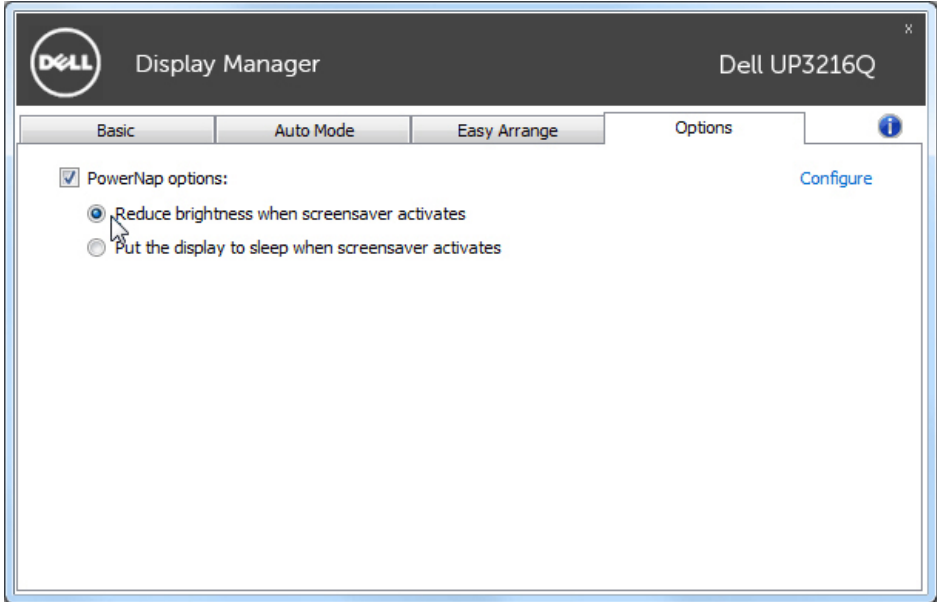 x
DELL Display Manager Dell UP3216Q
Basic Auto Mode Easy Arrange Options i
PowerNap options: Configure
Reduce brightness when screensaver activates
Put the display to sleep when screensaver activates